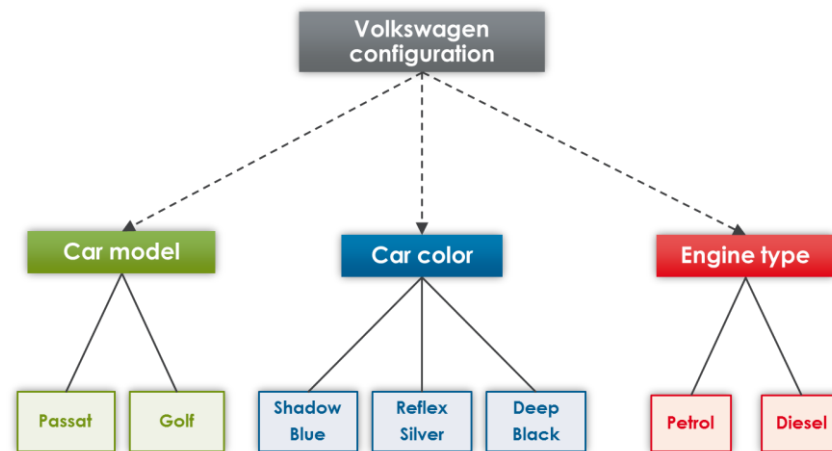 Volkswagen
configuration
Car model
Car color
Engine type
Passat
Golf
Shadow
Blue
Reflex
Silver
Deep
Black
Petrol
Diesel